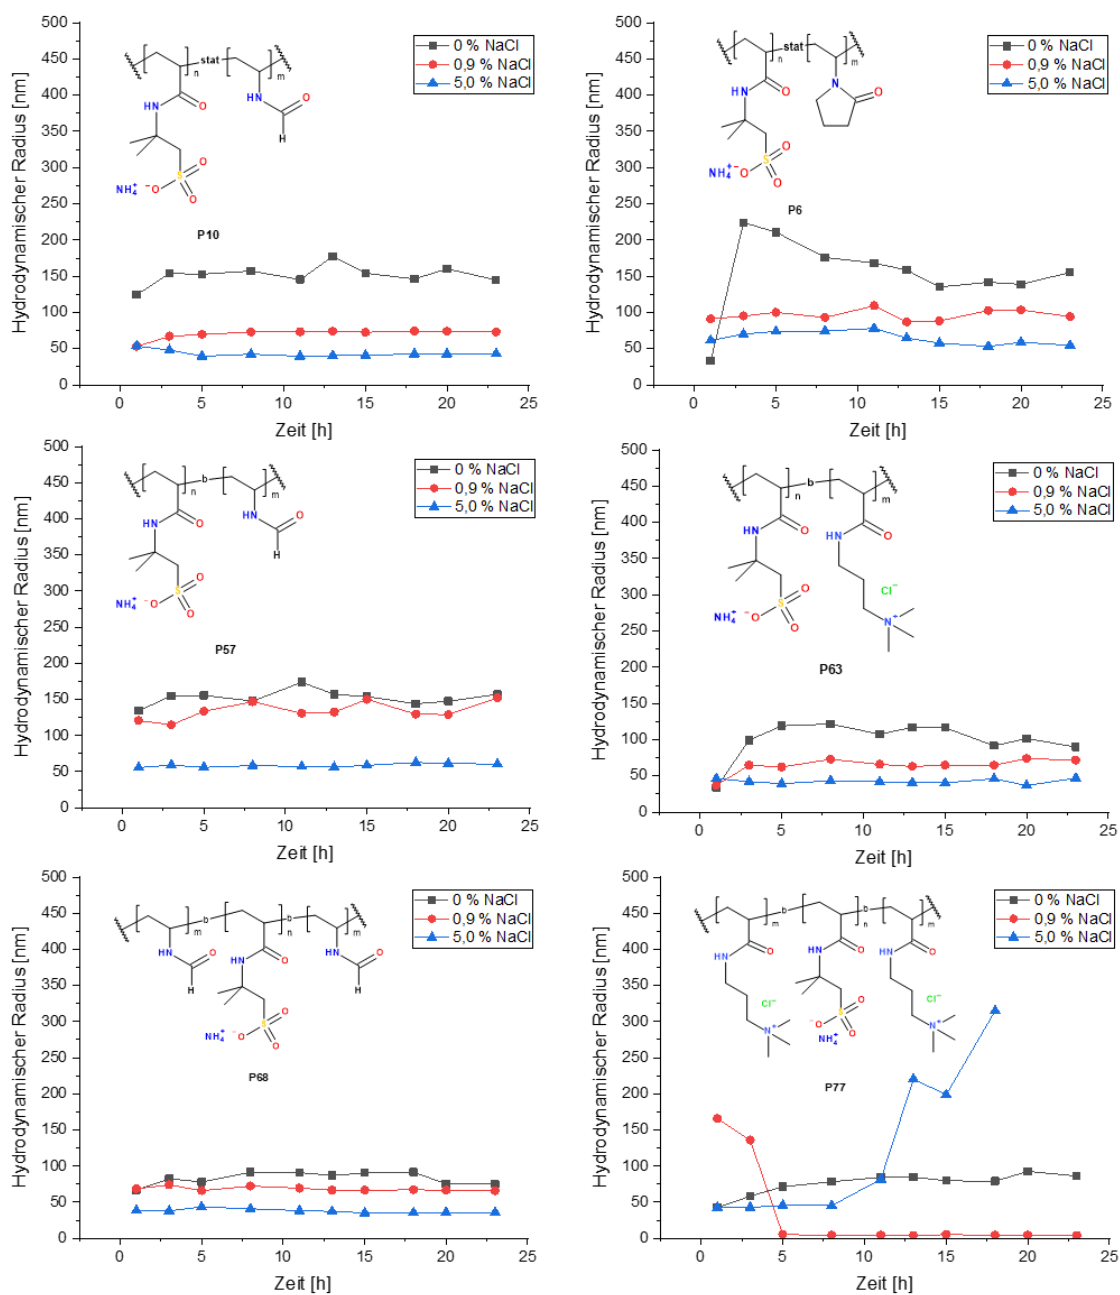 Hydrodynamischer Radius [nm]
500
450
400
350
300
250
200
150
100
50
0
0 5 10 15 20 25
Zeit [h]
0 % NaCl
0,9 % NaCl
5,0 % NaCl
n stat m
HN O HN O
H
S O O
NH4+ −O
P10
Hydrodynamischer Radius [nm]
500
450
400
350
300
250
200
150
100
50
0
0 5 10 15 20 25
Zeit [h]
0 % NaCl
0,9 % NaCl
5,0 % NaCl
n stat m
HN O N O
S O O
NH4+ −O
P6
Hydrodynamischer Radius [nm]
500
450
400
350
300
250
200
150
100
50
0
0 5 10 15 20 25
Zeit [h]
0 % NaCl
0,9 % NaCl
5,0 % NaCl
n b m
HN O HN O
H
S O O
NH4+ −O
P57
Hydrodynamischer Radius [nm]
500
450
400
350
300
250
200
150
100
50
0
0 5 10 15 20 25
Zeit [h]
0 % NaCl
0,9 % NaCl
5,0 % NaCl
n b m
HN O HN O
Cl−
S O O N+
NH4+ −O
P63
Hydrodynamischer Radius [nm]
500
450
400
350
300
250
200
150
100
50
0
0 5 10 15 20 25
Zeit [h]
0 % NaCl
0,9 % NaCl
5,0 % NaCl
m b n b m
HN O HN O HN O
H H
S O O
NH4+ −O
P68
Hydrodynamischer Radius [nm]
500
450
400
350
300
250
200
150
100
50
0
0 5 10 15 20 25
Zeit [h]
0 % NaCl
0,9 % NaCl
5,0 % NaCl
m b n b m
HN O HN O HN O
Cl− Cl−
N+ −O S O O N+
NH4+
P77